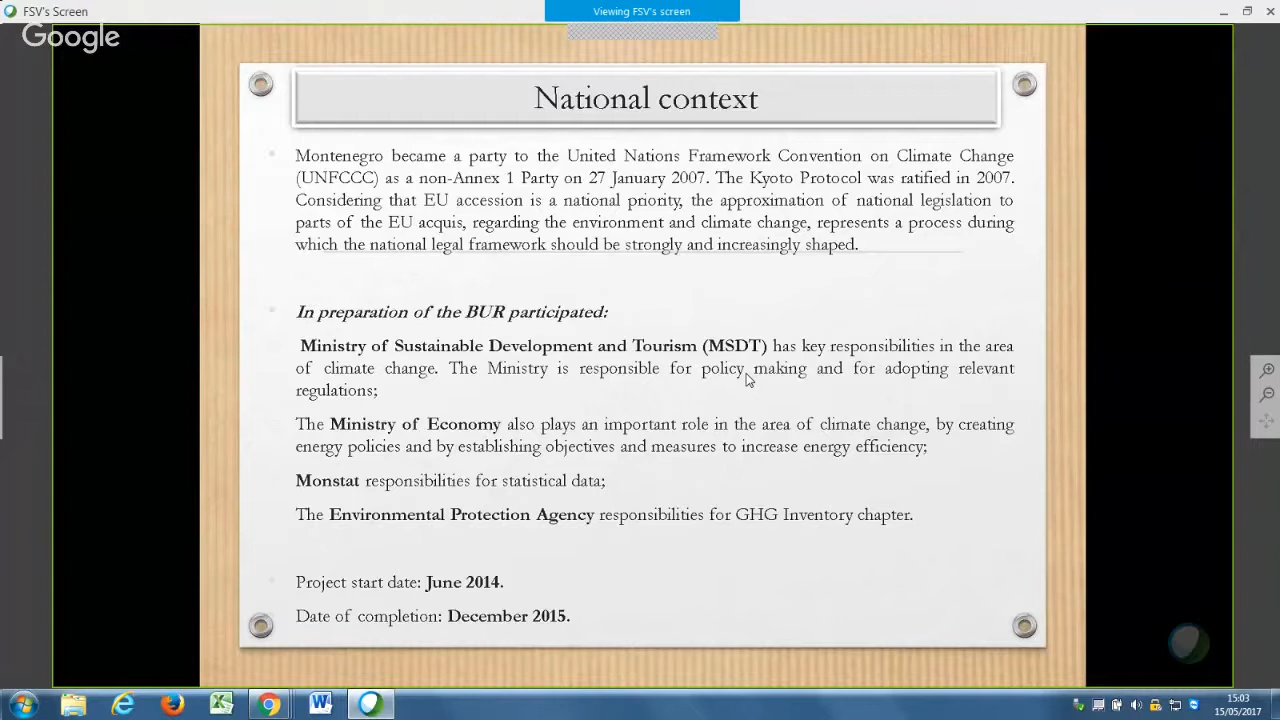 FSV's Screen
Viewing FSV's screen
Google
National context
Montenegro became a party to the United Nations Framework Convention on Climate Change
(UNFCCC) as a non-Annex 1 Party on 27 January 2007. The Kyoto Protocol was ratified in 2007.
Considering that EU accession is a national priority, the approximation of national legislation to
parts of the EU acquis, regarding the environment and climate change, represents a process during
which the national legal framework should be strongly and increasingly shaped.
In preparation of the BUR participated:
Ministry of Sustainable Development and Tourism (MSDT) has key responsibilities in the area
of climate change. The Ministry is responsible for policy making and for adopting relevant
regulations;
The Ministry of Economy also plays an important role in the area of climate change, by creating
energy policies and by establishing objectives and measures to increase energy efficiency;
Monstat responsibilities for statistical data;
The Environmental Protection Agency responsibilities for GHG Inventory chapter.
Project start date: June 2014.
Date of completion: December 2015.
15:03
15/05/2017